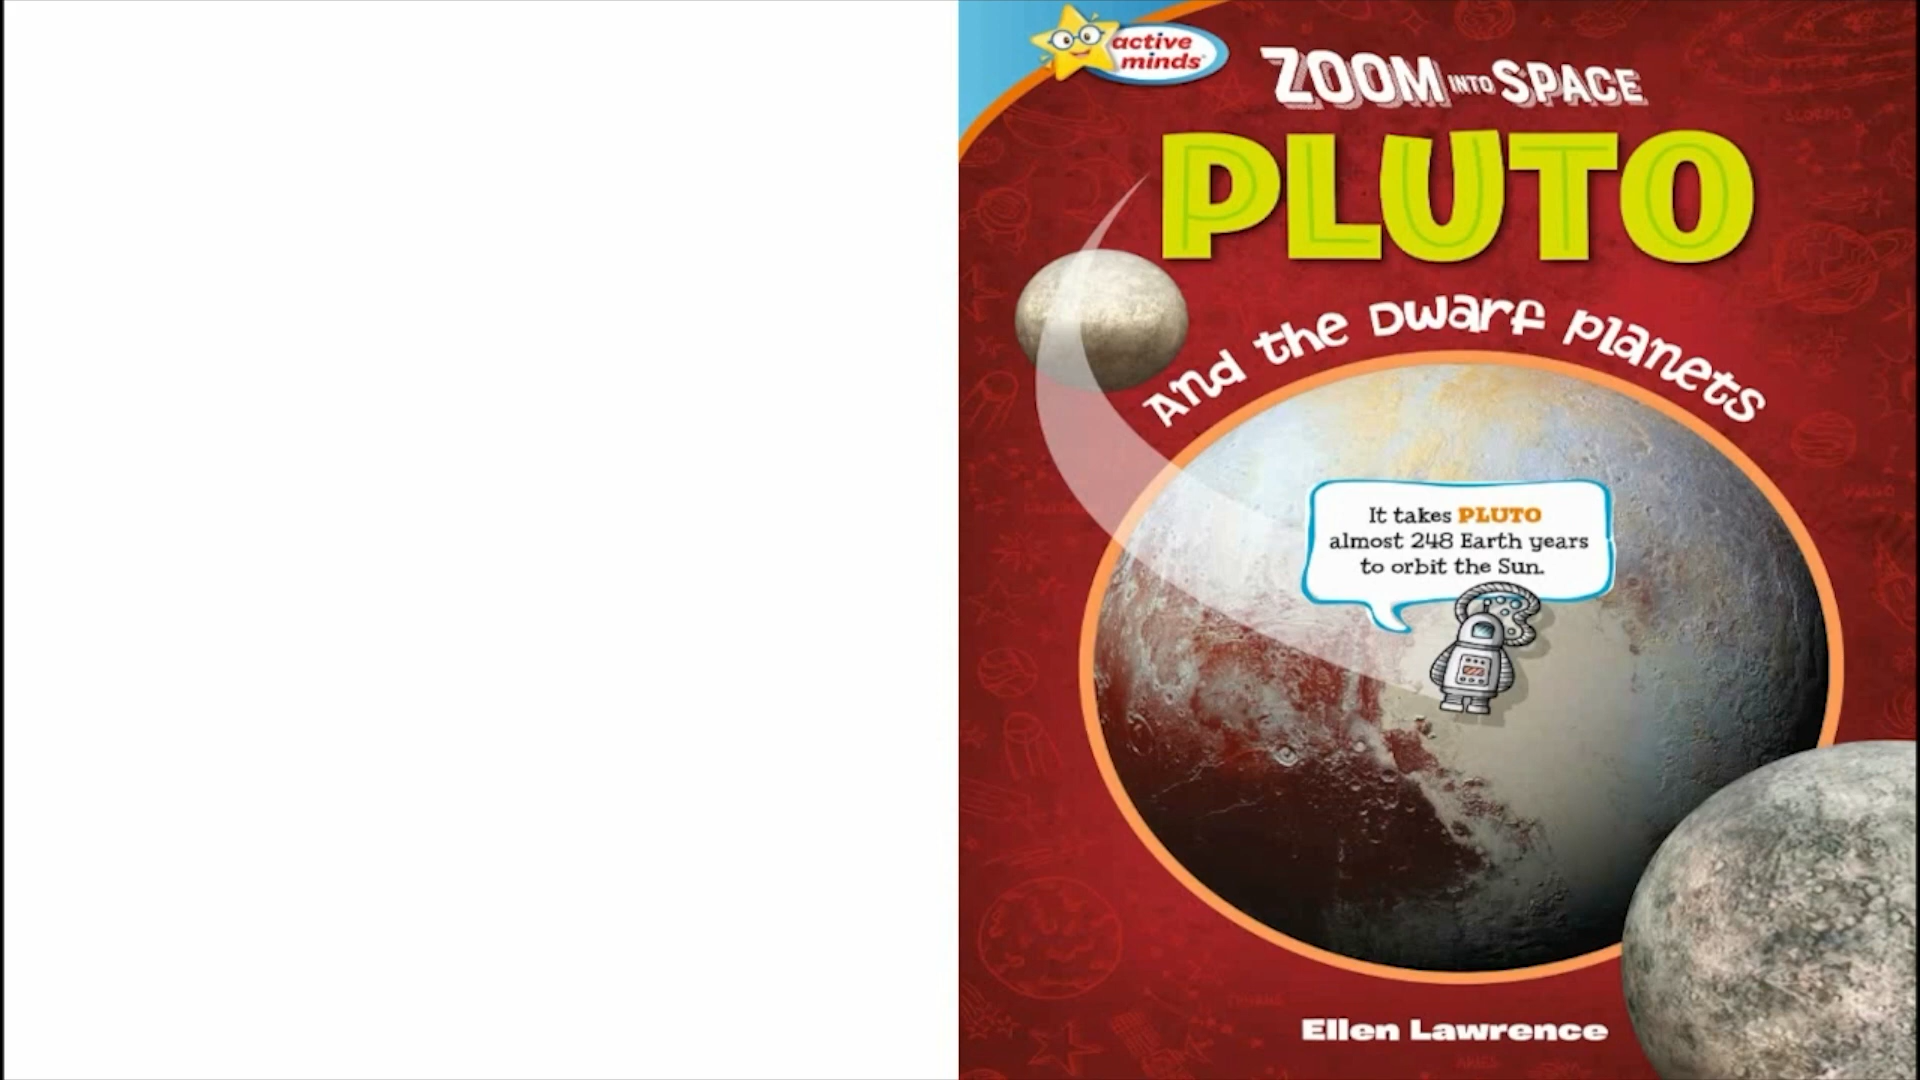 active
minds
ZOOM INTO SPACE
PLUTO
And the Dwarf Planets
It takes PLUTO
almost 248 Earth years
to orbit the Sun.
Ellen Lawrence